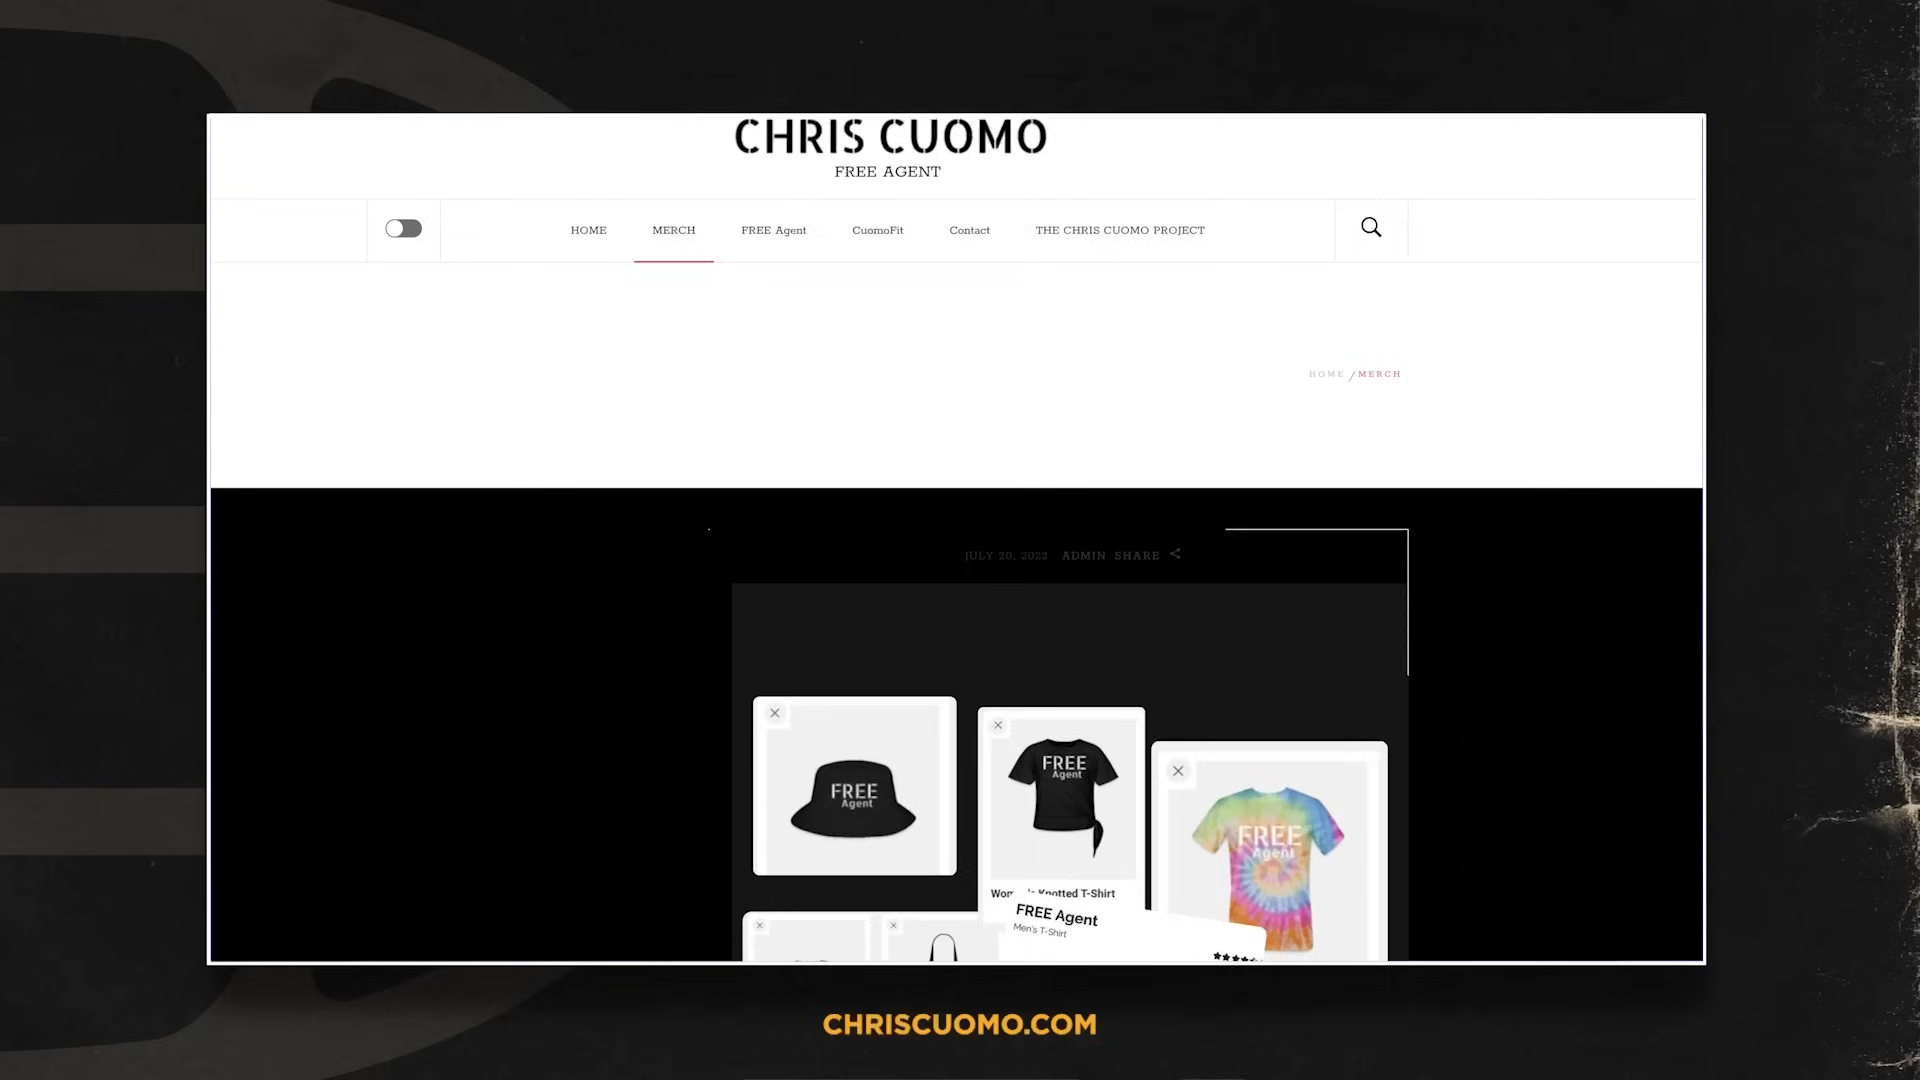 CHRIS CUOMO
FREE AGENT
HOME MERCH FREE Agent CuomoFit Contact THE CHRIS CUOMO PROJECT
HOME / MERCH
JULY 20, 2022 ADMIN SHARE
FREE
Agent
FREE
Agent
FREE
Agent
Knotted T-Shirt
FREE Agent
Men's T-Shirt
CHRISCUOMO.COM